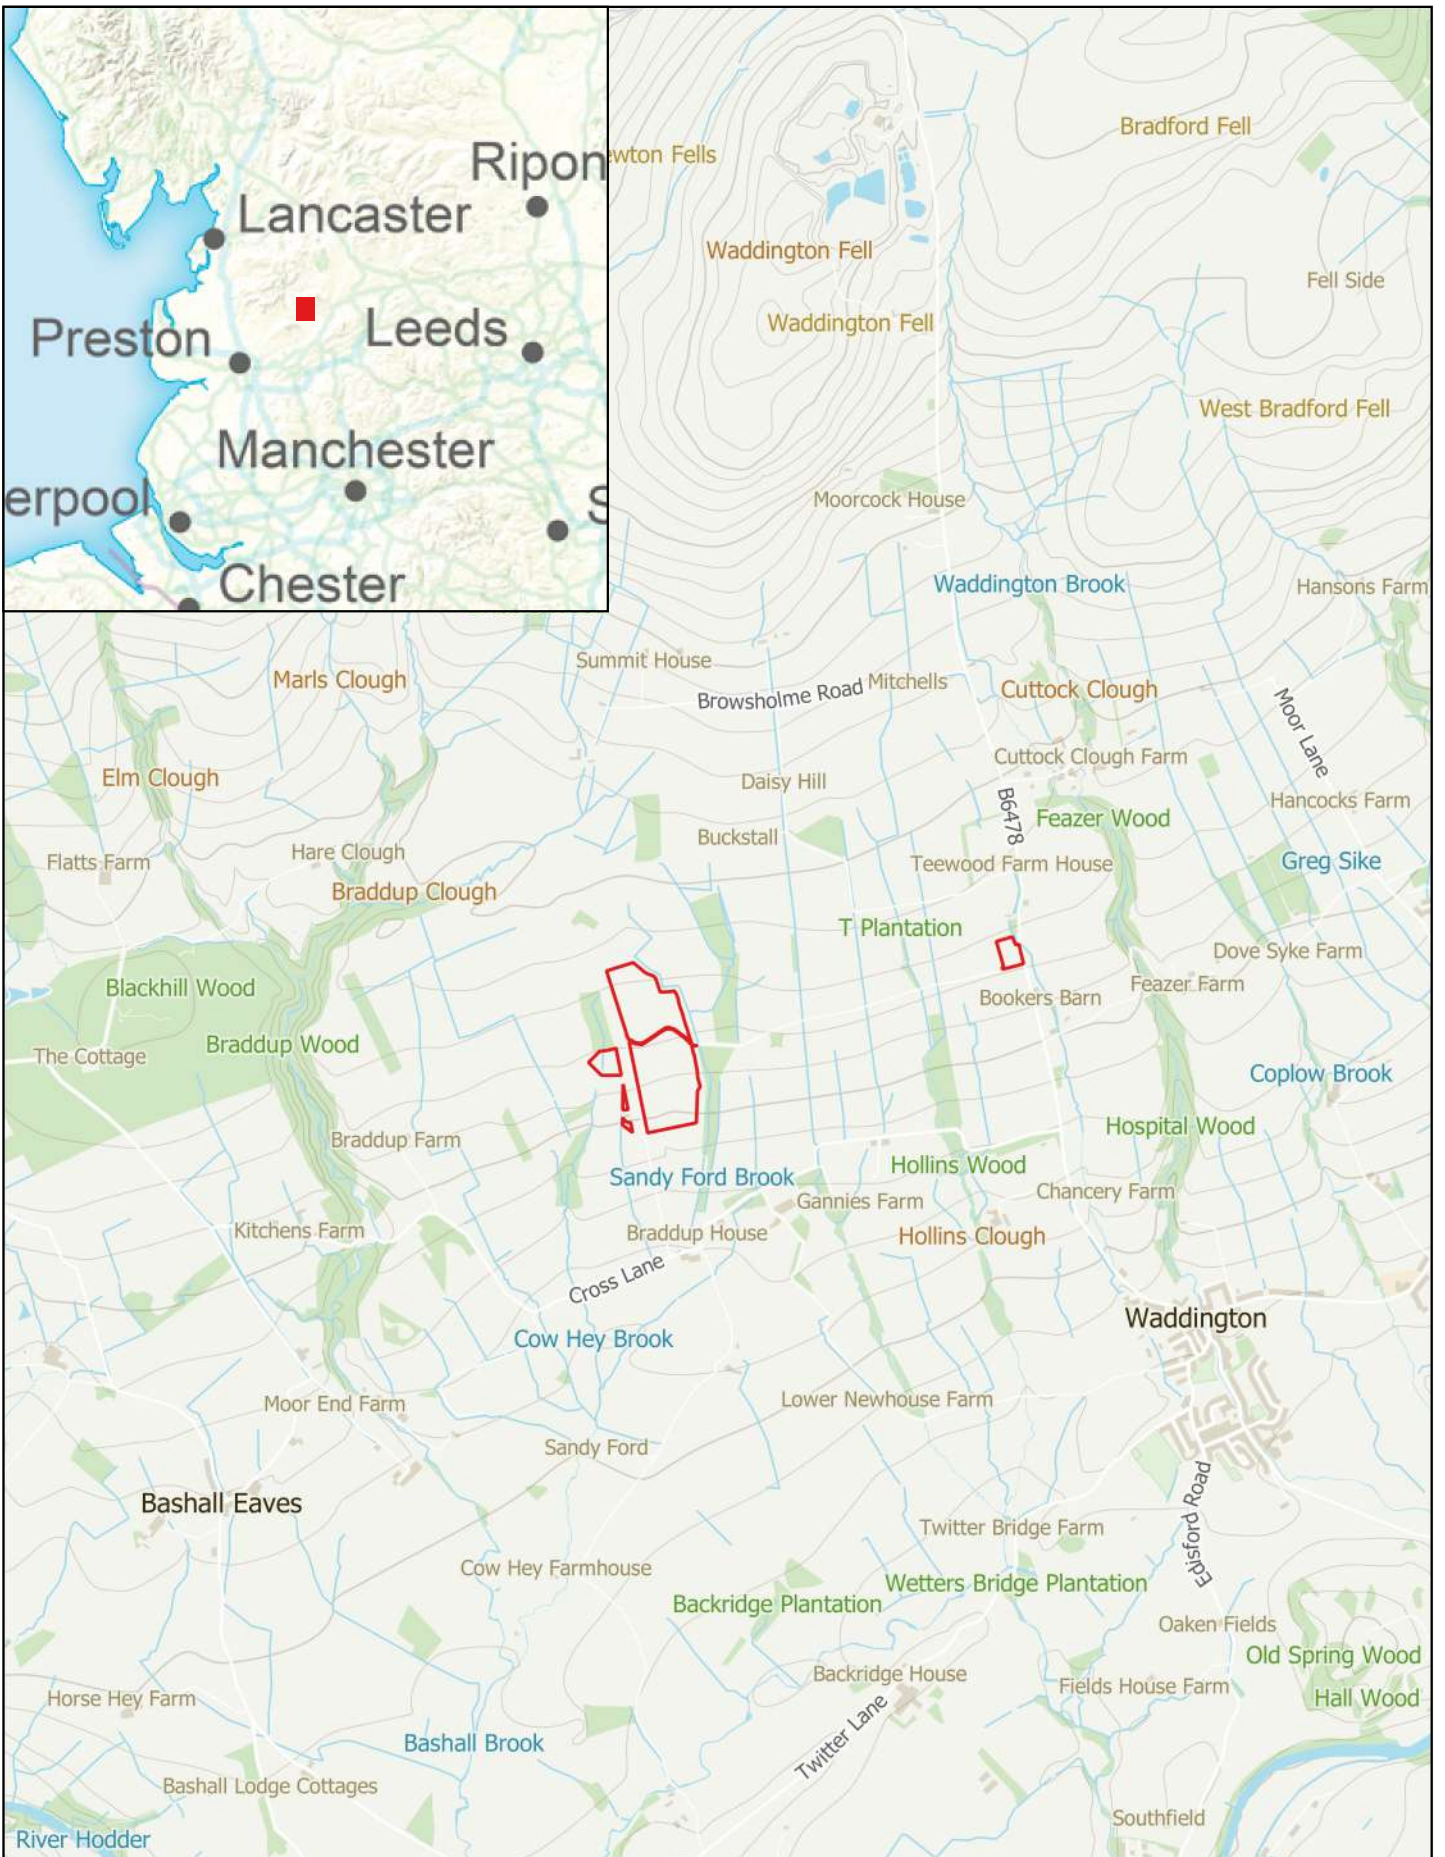 Ripon
Lancaster
Preston
Leeds
Manchester
erpool
S
Chester
Bradford Fell
ewton Fells
Waddington Fell
Fell Side
Waddington Fell
West Bradford Fell
Moorcock House
Waddington Brook
Hansons Farm
Summit House
Marls Clough
Browsholme Road
Mitchells
Cuttock Clough
Moor Lane
Cuttock Clough Farm
Elm Clough
Daisy Hill
B6478
Hancocks Farm
Feazer Wood
Buckstall
Flatts Farm
Hare Clough
Teewood Farm House
Greg Sike
Braddup Clough
T Plantation
Dove Syke Farm
Blackhill Wood
Feazer Farm
Bookers Barn
Braddup Wood
The Cottage
Coplow Brook
Braddup Farm
Hospital Wood
Hollins Wood
Sandy Ford Brook
Chancery Farm
Gannies Farm
Kitchens Farm
Braddup House
Hollins Clough
Cross Lane
Waddington
Cow Hey Brook
Moor End Farm
Lower Newhouse Farm
Sandy Ford
Edisford Road
Bashall Eaves
Twitter Bridge Farm
Cow Hey Farmhouse
Wetters Bridge Plantation
Backridge Plantation
Oaken Fields
Old Spring Wood
Backridge House
Fields House Farm
Horse Hey Farm
Hall Wood
Twitter Lane
Bashall Brook
Bashall Lodge Cottages
Southfield
River Hodder